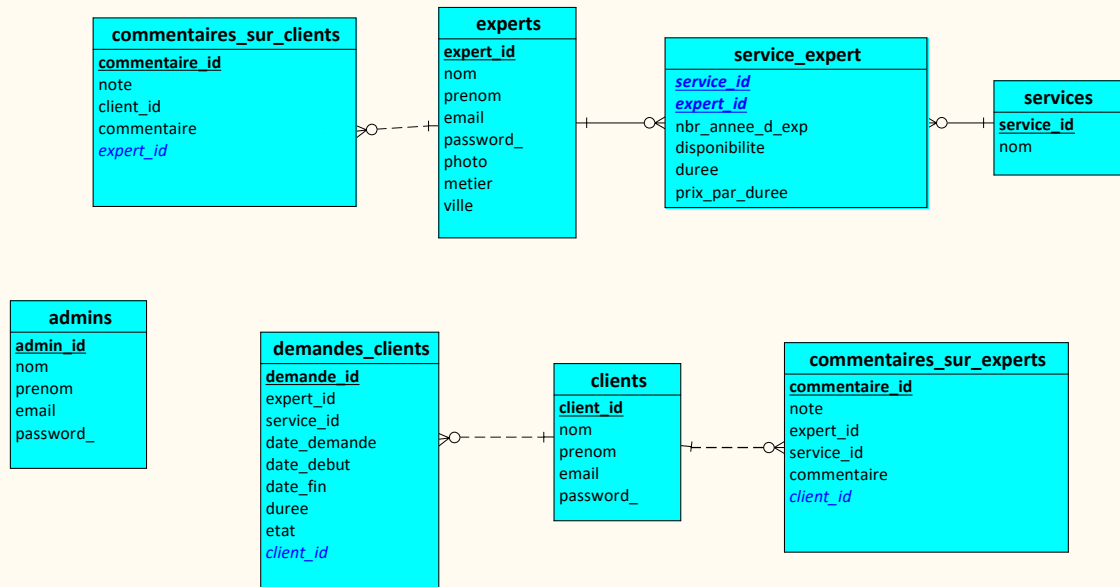 commentaires_sur_clients
commentaire_id
note
client_id
commentaire
expert_id
experts
expert_id
nom
prenom
email
password_
photo
metier
ville
service_expert
service_id
expert_id
nbr_annee_d_exp
disponibilite
duree
prix_par_duree
services
service_id
nom
admins
admin_id
nom
prenom
email
password_
demandes_clients
demande_id
expert_id
service_id
date_demande
date_debut
date_fin
duree
etat
client_id
clients
client_id
nom
prenom
email
password_
commentaires_sur_experts
commentaire_id
note
expert_id
service_id
commentaire
client_id